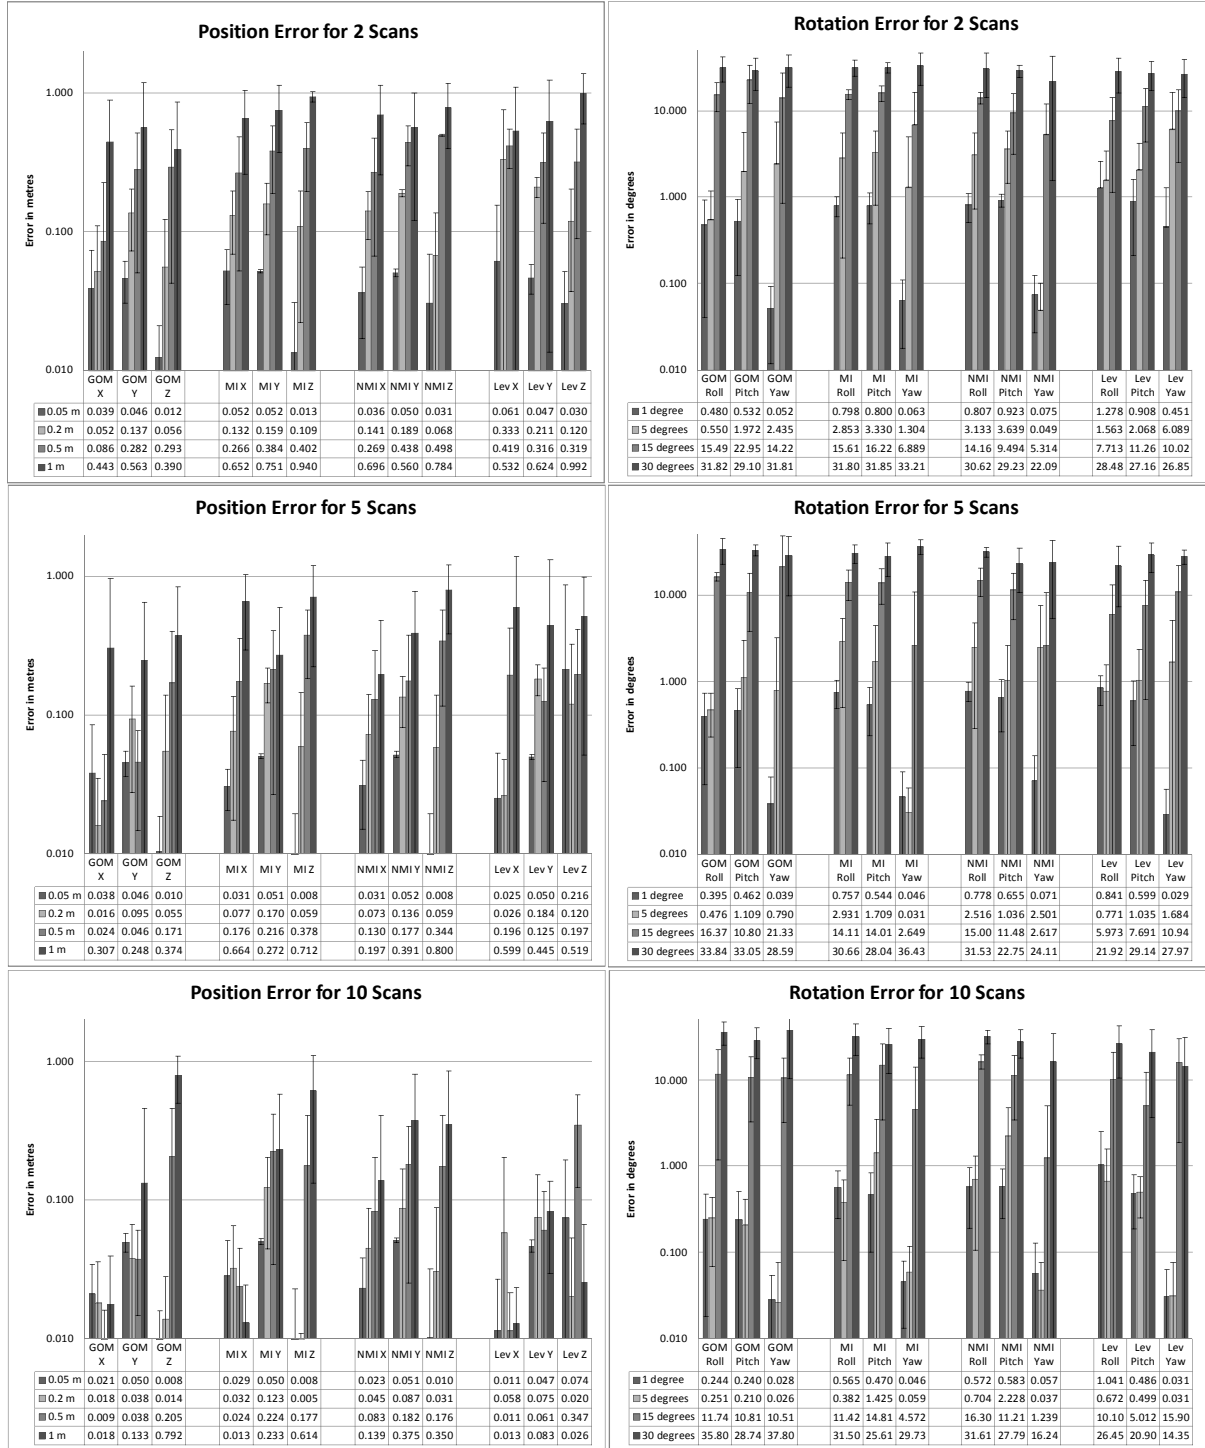 Position Error for 2 Scans
Error in metres
1.000
0.100
0.010
GOM X GOM Y GOM Z MI X MI Y MI Z NMI X NMI Y NMI Z Lev X Lev Y Lev Z
0.05 m 0.039 0.046 0.012 0.052 0.052 0.013 0.036 0.050 0.031 0.061 0.047 0.030
0.2 m 0.052 0.137 0.056 0.132 0.159 0.109 0.141 0.189 0.068 0.333 0.211 0.120
0.5 m 0.086 0.282 0.293 0.266 0.384 0.402 0.269 0.438 0.498 0.419 0.316 0.319
1 m 0.443 0.563 0.390 0.652 0.751 0.940 0.696 0.560 0.784 0.532 0.624 0.992
Rotation Error for 2 Scans
Error in degrees
10.000
1.000
0.100
0.010
GOM Roll GOM Pitch GOM Yaw MI Roll MI Pitch MI Yaw NMI Roll NMI Pitch NMI Yaw Lev Roll Lev Pitch Lev Yaw
1 degree 0.480 0.532 0.052 0.798 0.800 0.063 0.807 0.923 0.075 1.278 0.908 0.451
5 degrees 0.550 1.972 2.435 2.853 3.330 1.304 3.133 3.639 0.049 1.563 2.068 6.089
15 degrees 15.49 22.95 14.22 15.61 16.22 6.889 14.16 9.494 5.314 7.713 11.26 10.02
30 degrees 31.82 29.10 31.81 31.80 31.85 33.21 30.62 29.23 22.09 28.48 27.16 26.85
Position Error for 5 Scans
Error in metres
1.000
0.100
0.010
GOM X GOM Y GOM Z MI X MI Y MI Z NMI X NMI Y NMI Z Lev X Lev Y Lev Z
0.05 m 0.038 0.046 0.010 0.031 0.051 0.008 0.031 0.052 0.008 0.025 0.050 0.216
0.2 m 0.016 0.095 0.055 0.077 0.170 0.059 0.073 0.136 0.059 0.026 0.184 0.120
0.5 m 0.024 0.046 0.171 0.176 0.216 0.378 0.130 0.177 0.344 0.196 0.125 0.197
1 m 0.307 0.248 0.374 0.664 0.272 0.712 0.197 0.391 0.800 0.599 0.445 0.519
Rotation Error for 5 Scans
Error in degrees
10.000
1.000
0.100
0.010
GOM Roll GOM Pitch GOM Yaw MI Roll MI Pitch MI Yaw NMI Roll NMI Pitch NMI Yaw Lev Roll Lev Pitch Lev Yaw
1 degree 0.395 0.462 0.039 0.757 0.544 0.046 0.778 0.655 0.071 0.841 0.599 0.029
5 degrees 0.476 1.109 0.790 2.931 1.709 0.031 2.516 1.036 2.501 0.771 1.035 1.684
15 degrees 16.37 10.80 21.33 14.11 14.01 2.649 15.00 11.48 2.617 5.973 7.691 10.94
30 degrees 33.84 33.05 28.59 30.66 28.04 36.43 31.53 22.75 24.11 21.92 29.14 27.97
Position Error for 10 Scans
Error in metres
1.000
0.100
0.010
GOM X GOM Y GOM Z MI X MI Y MI Z NMI X NMI Y NMI Z Lev X Lev Y Lev Z
0.05 m 0.021 0.050 0.008 0.029 0.050 0.008 0.023 0.051 0.010 0.011 0.047 0.074
0.2 m 0.018 0.038 0.014 0.032 0.123 0.005 0.045 0.087 0.031 0.058 0.075 0.020
0.5 m 0.009 0.038 0.205 0.024 0.224 0.177 0.083 0.182 0.176 0.011 0.061 0.347
1 m 0.018 0.133 0.792 0.013 0.233 0.614 0.139 0.375 0.350 0.013 0.083 0.026
Rotation Error for 10 Scans
Error in degrees
10.000
1.000
0.100
0.010
GOM Roll GOM Pitch GOM Yaw MI Roll MI Pitch MI Yaw NMI Roll NMI Pitch NMI Yaw Lev Roll Lev Pitch Lev Yaw
1 degree 0.244 0.240 0.028 0.565 0.470 0.046 0.572 0.583 0.057 1.041 0.486 0.031
5 degrees 0.251 0.210 0.026 0.382 1.425 0.059 0.704 2.228 0.037 0.672 0.499 0.031
15 degrees 11.74 10.81 10.51 11.42 14.81 4.572 16.30 11.21 1.239 10.10 5.012 15.90
30 degrees 35.80 28.74 37.80 31.50 25.61 29.73 31.61 27.79 16.24 26.45 20.90 14.35